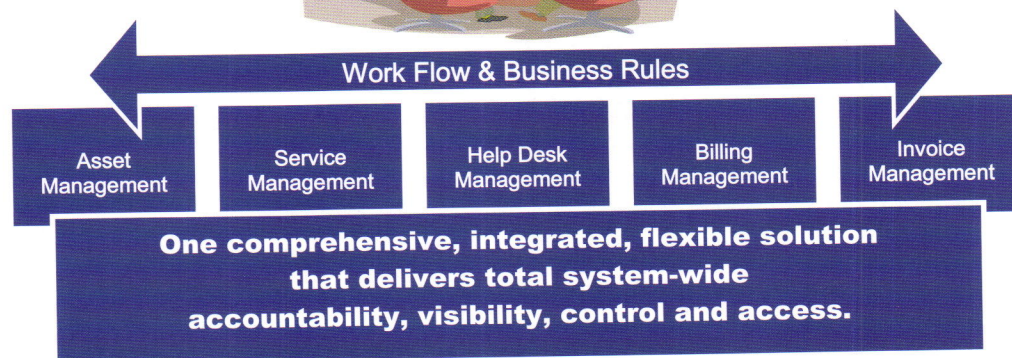 Work Flow & Business Rules
Asset
Management
Service
Management
Help Desk
Management
Billing
Management
Invoice
Management
One comprehensive, integrated, flexible solution
that delivers total system-wide
accountability, visibility, control and access.